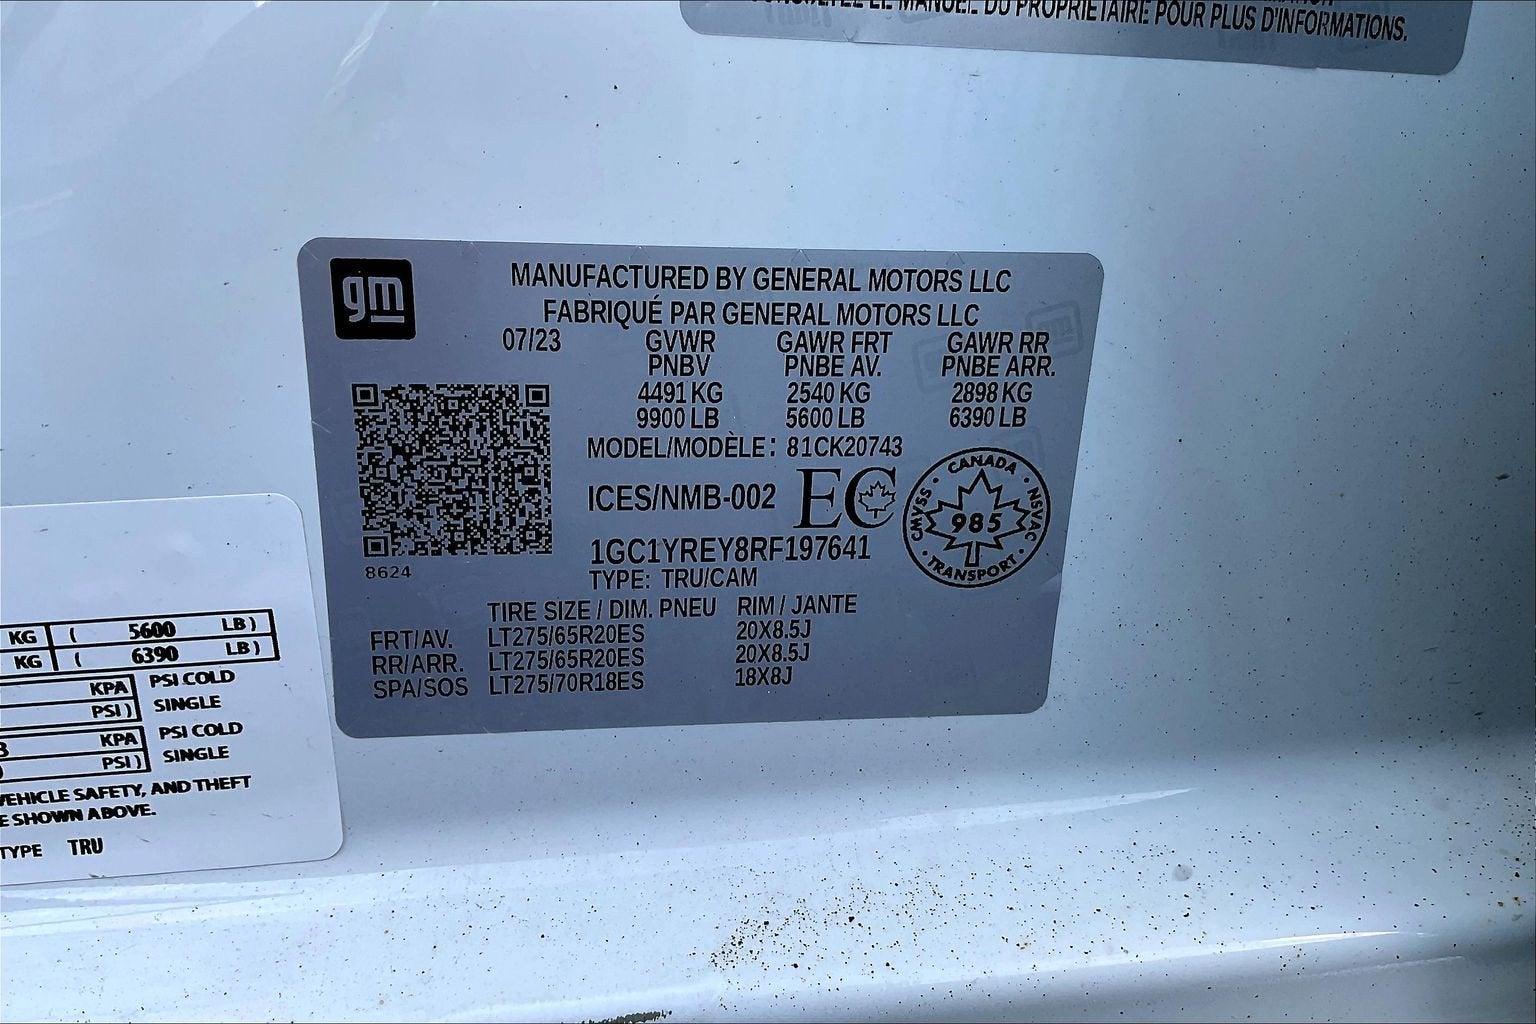 CONSULTEZ LE MANUEL DU PROPRIÉTAIRE POUR PLUS D'INFORMATIONS.
gm
MANUFACTURED BY GENERAL MOTORS LLC
FABRIQUÉ PAR GENERAL MOTORS LLC
07/23 GVWR GAWR FRT GAWR RR
PNBV PNBE AV. PNBE ARR.
4491 KG 2540 KG 2898 KG
9900 LB 5600 LB 6390 LB
MODEL/MODÈLE: 81CK20743
ICES/NMB-002 EC
CANADA
CMVSS 985 NSVAC
TRANSPORT
1GC1YREY8RF197641
8624
TYPE: TRU/CAM
TIRE SIZE / DIM. PNEU RIM / JANTE
FRT/AV. LT275/65R20ES 20X8.5J
RR/ARR. LT275/65R20ES 20X8.5J
SPA/SOS LT275/70R18ES 18X8J
KG ( 5600 LB )
KG ( 6390 LB )
KPA PSI COLD
PSI ) SINGLE
KPA PSI COLD
PSI ) SINGLE
VEHICLE SAFETY, AND THEFT
SHOWN ABOVE.
TYPE TRU